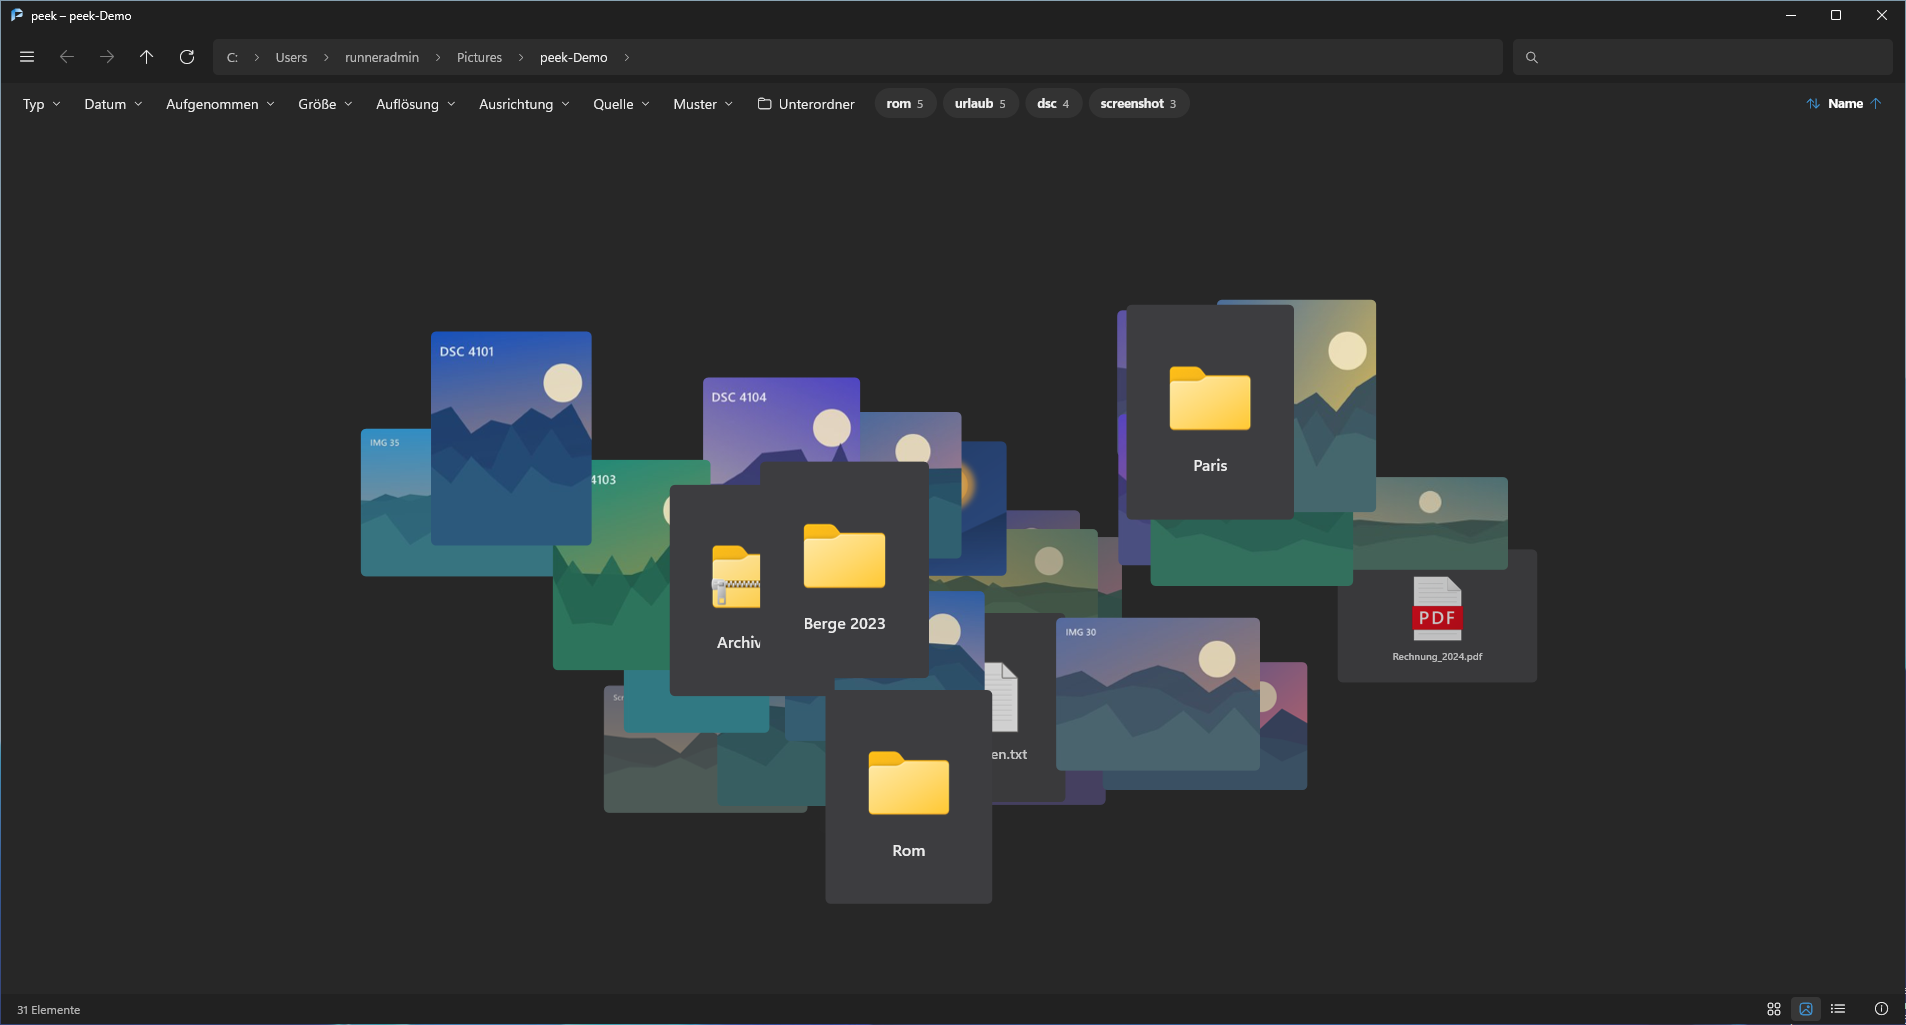 peek – peek-Demo
C: Users runneradmin Pictures peek-Demo
Typ Datum Aufgenommen Größe Auflösung Ausrichtung Quelle Muster Unterordner rom 5 urlaub 5 dsc 4 screenshot 3 Name
DSC 4101
DSC 4104
IMG 35
4103
Paris
PDF
Rechnung_2024.pdf
Berge 2023
Archiv
IMG 30
Scr
en.txt
Rom
31 Elemente